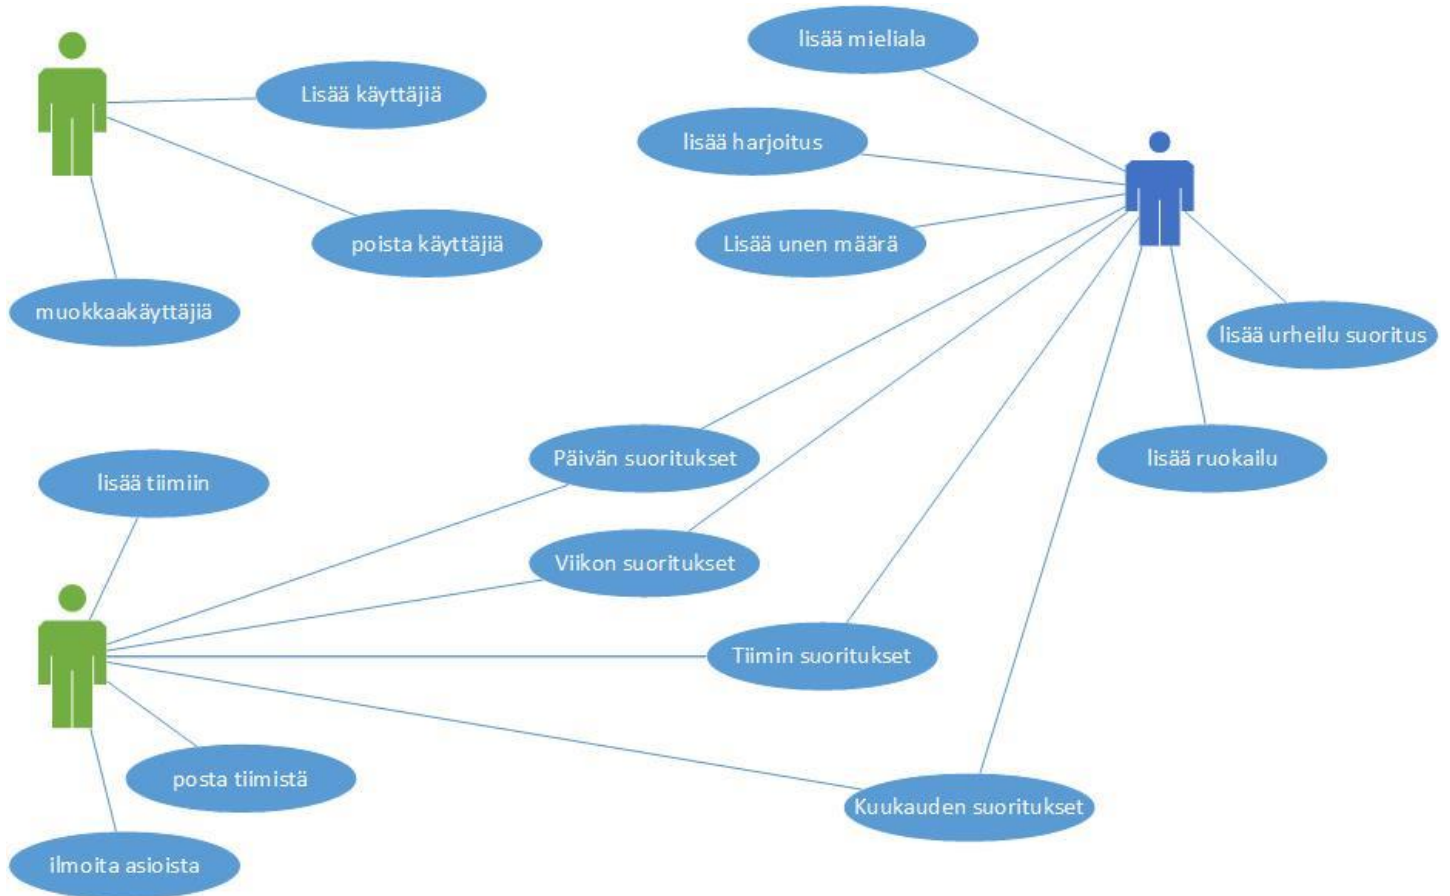 lisää mieliala
Lisää käyttäjiä
lisää harjoitus
poista käyttäjiä
Lisää unen määrä
muokkaakäyttäjiä
lisää urheilu suoritus
Päivän suoritukset
lisää ruokailu
lisää tiimiin
Viikon suoritukset
Tiimin suoritukset
posta tiimistä
Kuukauden suoritukset
ilmoita asioista